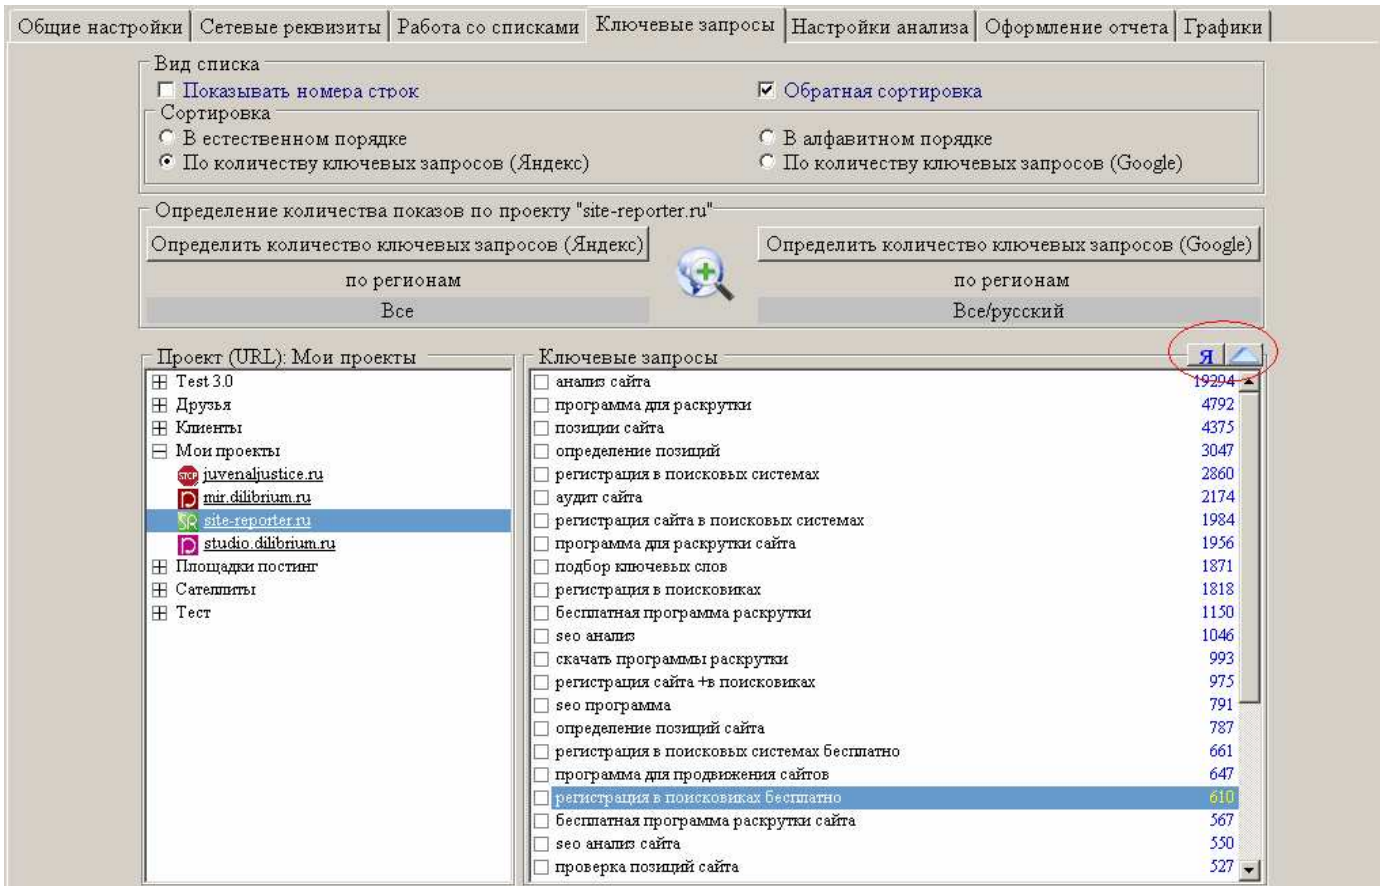 Общие настройки Сетевые реквизиты Работа со списками Ключевые запросы Настройки анализа Оформление отчета Графики
Вид списка
Показывать номера строк Обратная сортировка
Сортировка
В естественном порядке В алфавитном порядке
По количеству ключевых запросов (Яндекс) По количеству ключевых запросов (Google)
Определение количества показов по проекту "site-reporter.ru"
Определить количество ключевых запросов (Яндекс) Определить количество ключевых запросов (Google)
по регионам по регионам
Все Все/русский
Проект (URL): Мои проекты
Test 3.0
Друзья
Клиенты
Мои проекты
STOP juvenaljustice.ru
mir.dilibrium.ru
SR site-reporter.ru
studio.dilibrium.ru
Площадки постинг
Сателлиты
Тест
Ключевые запросы Я
анализ сайта 19294
программа для раскрутки 4792
позиции сайта 4375
определение позиций 3047
регистрация в поисковых системах 2860
аудит сайта 2174
регистрация сайта в поисковых системах 1984
программа для раскрутки сайта 1956
подбор ключевых слов 1871
регистрация в поисковиках 1818
бесплатная программа раскрутки 1150
seo анализ 1046
скачать программы раскрутки 993
регистрация сайта +в поисковиках 975
seo программа 791
определение позиций сайта 787
регистрация в поисковых системах бесплатно 661
программа для продвижения сайтов 647
регистрация в поисковиках бесплатно 610
бесплатная программа раскрутки сайта 567
seo анализ сайта 550
проверка позиций сайта 527